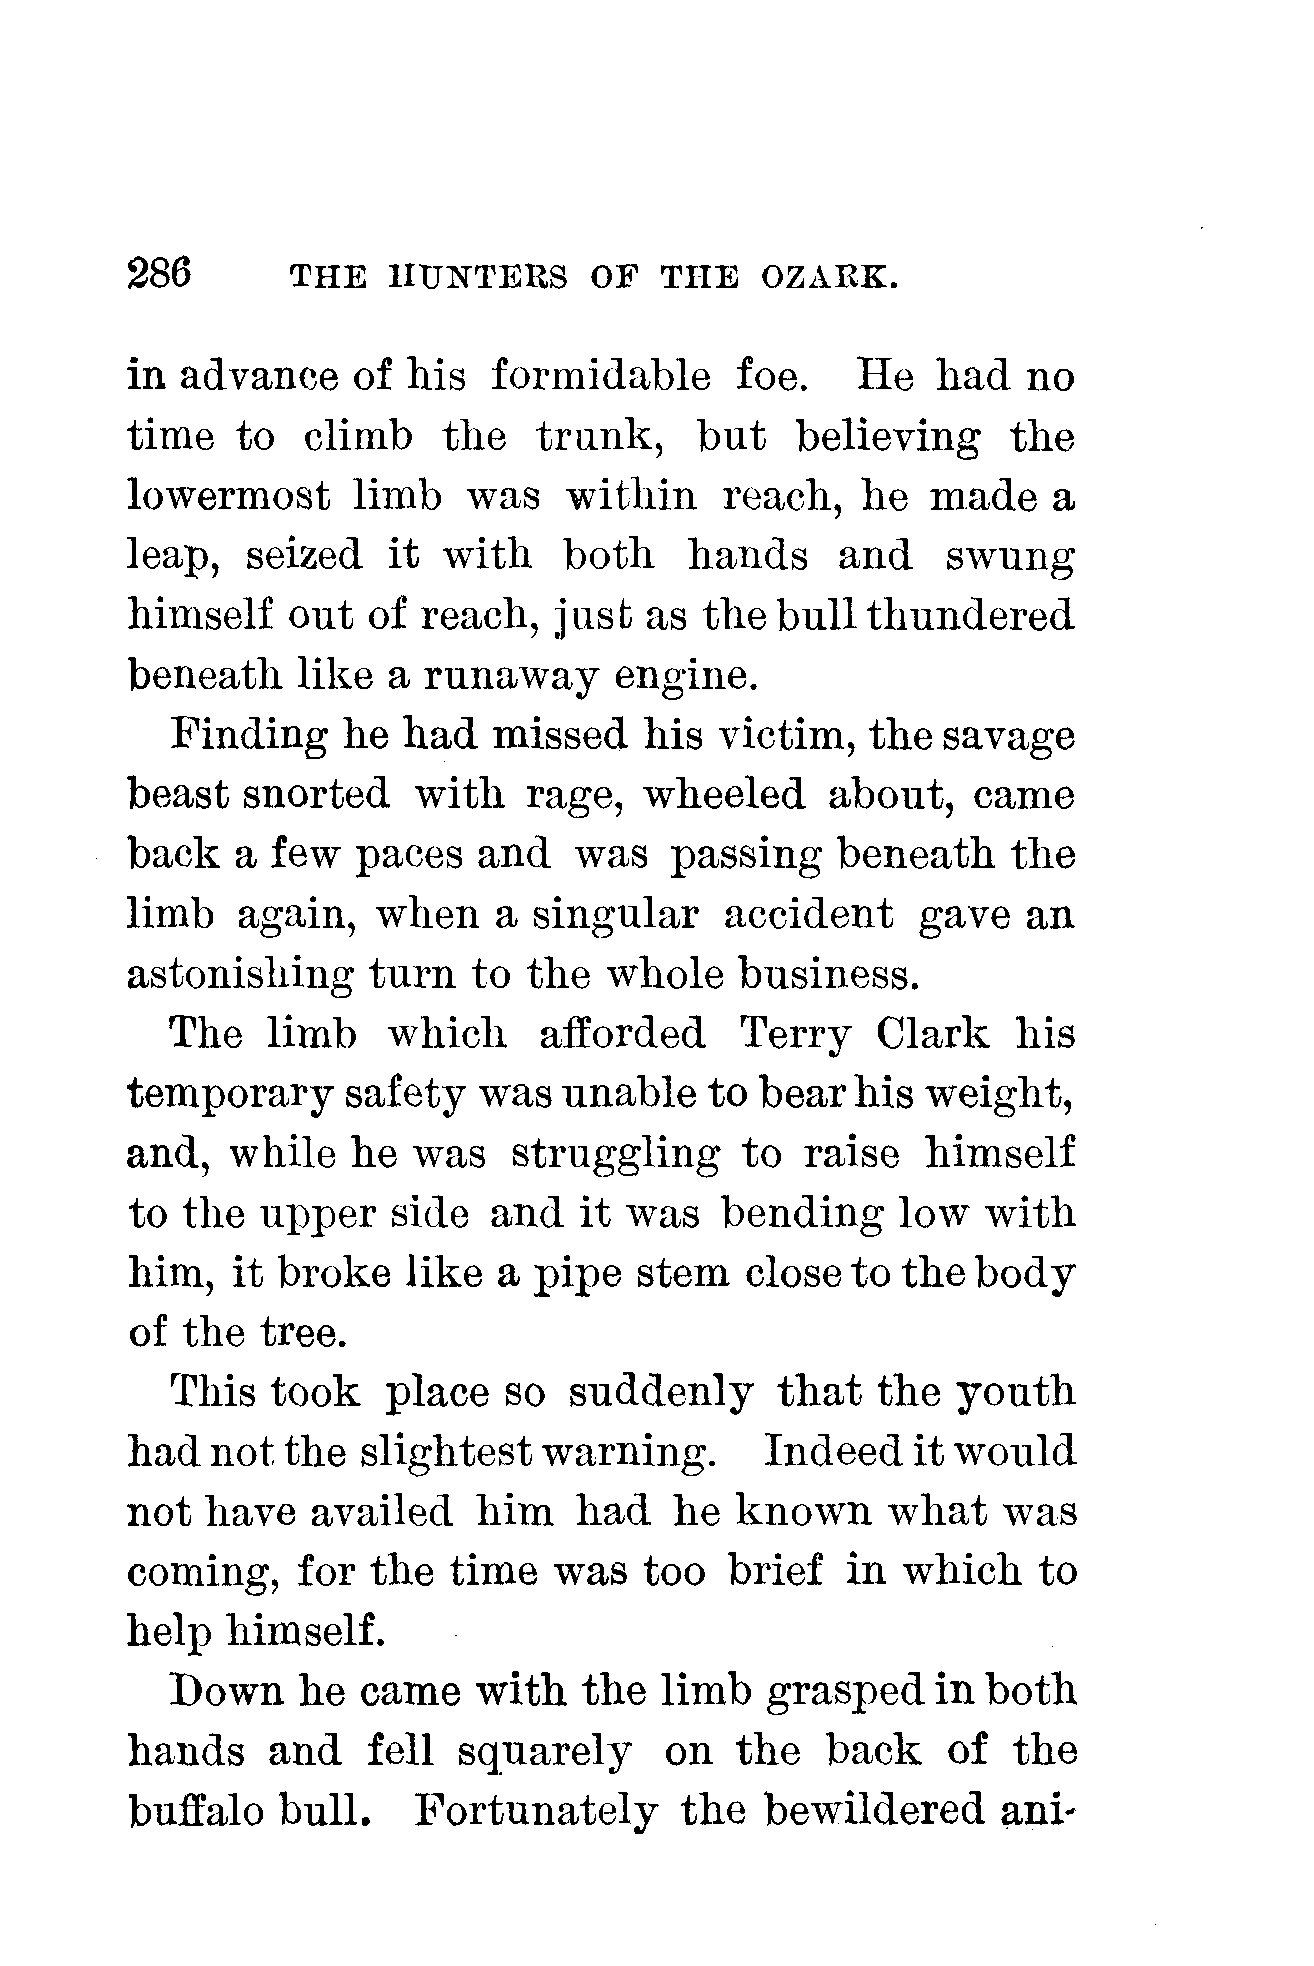 286 THE HUNTERS OF THE OZARK.
in advance of his formidable foe. He had no
time to climb the trunk, but believing the
lowermost limb was within reach, he made a
leap, seized it with both hands and swung
himself out of reach, just as the bull thundered
beneath like a runaway engine.
Finding he had missed his victim, the savage
beast snorted with rage, wheeled about, came
back a few paces and was passing beneath the
limb again, when a singular accident gave an
astonishing turn to the whole business.
The limb which afforded Terry Clark his
temporary safety was unable to bear his weight,
and, while he was struggling to raise himself
to the upper side and it was bending low with
him, it broke like a pipe stem close to the body
of the tree.
This took place so suddenly that the youth
had not the slightest warning. Indeed it would
not have availed him had he known what was
coming, for the time was too brief in which to
help himself.
Down he came with the limb grasped in both
hands and fell squarely on the back of the
buffalo bull. Fortunately the bewildered ani-